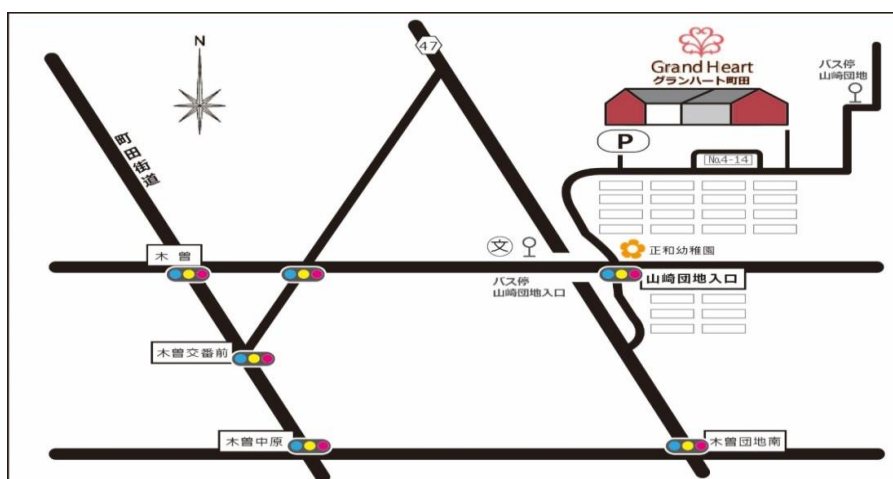 N
47
Grand Heart
グランハート町田
バス停
山崎団地
町田街道
P
No.4-14
木曽
文
正和幼稚園
バス停
山崎団地入口
山崎団地入口
木曽交番前
木曽中原
木曽団地南